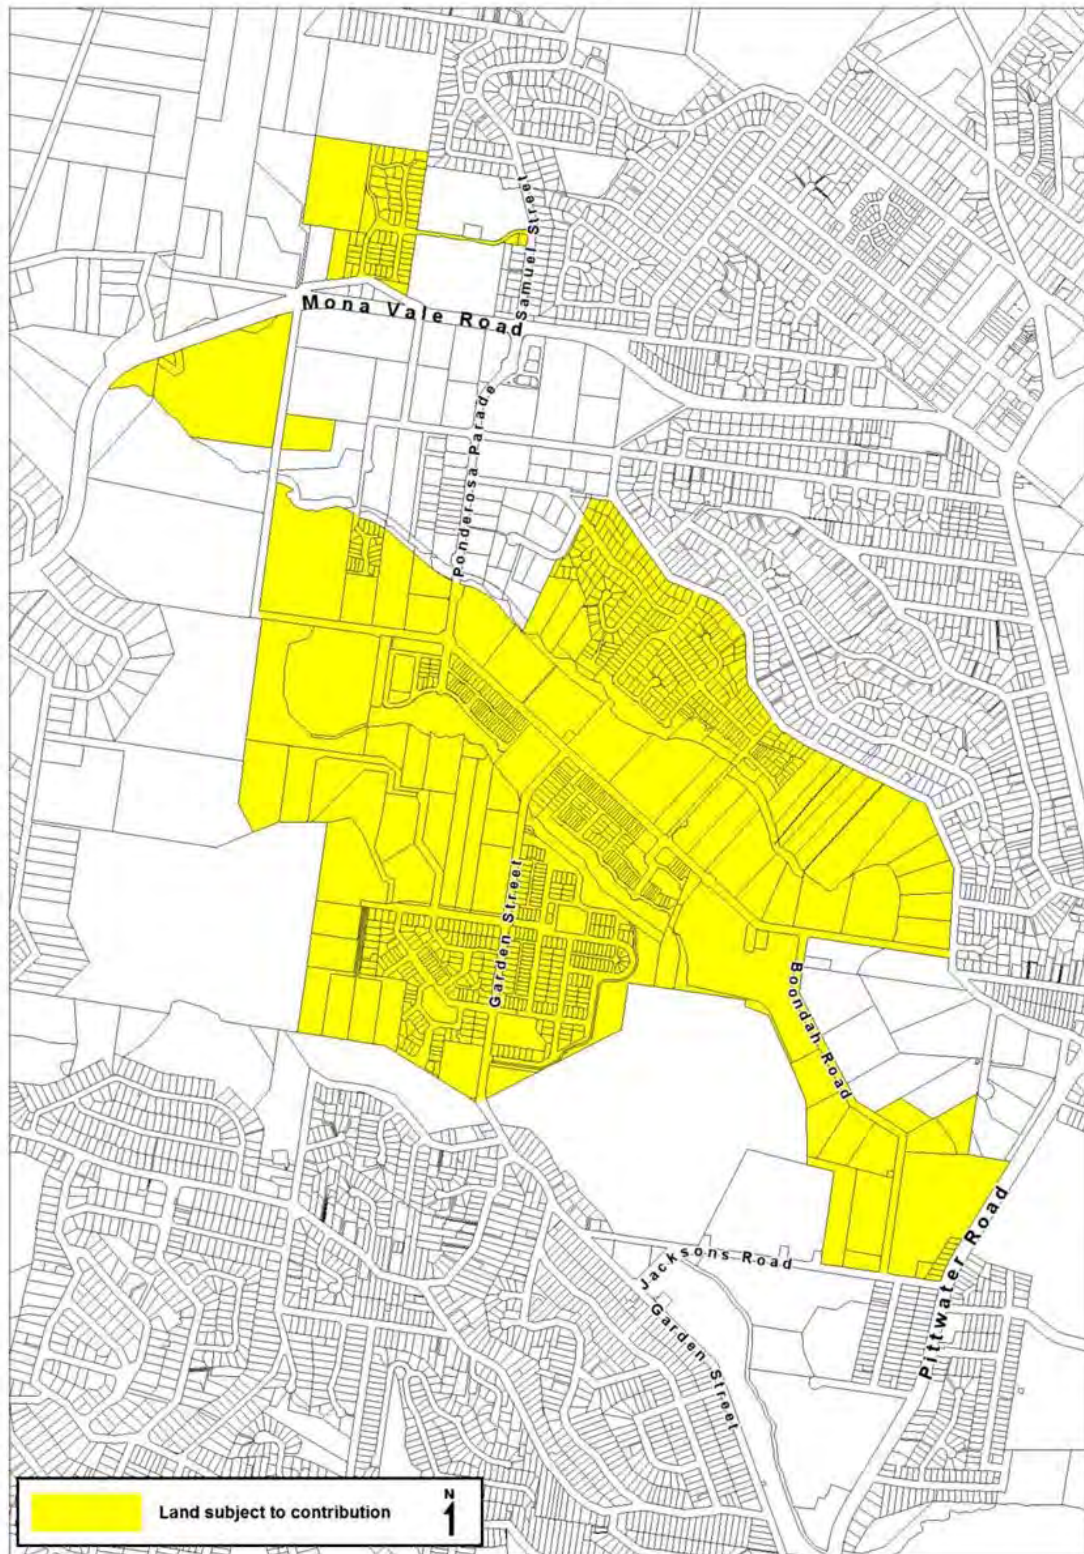 Samuel Street
Mona Vale Road
Ponderosa Parade
Garden Street
Boondah Road
Jacksons Road
Garden Street
Pittwater Road
Land subject to contribution
N